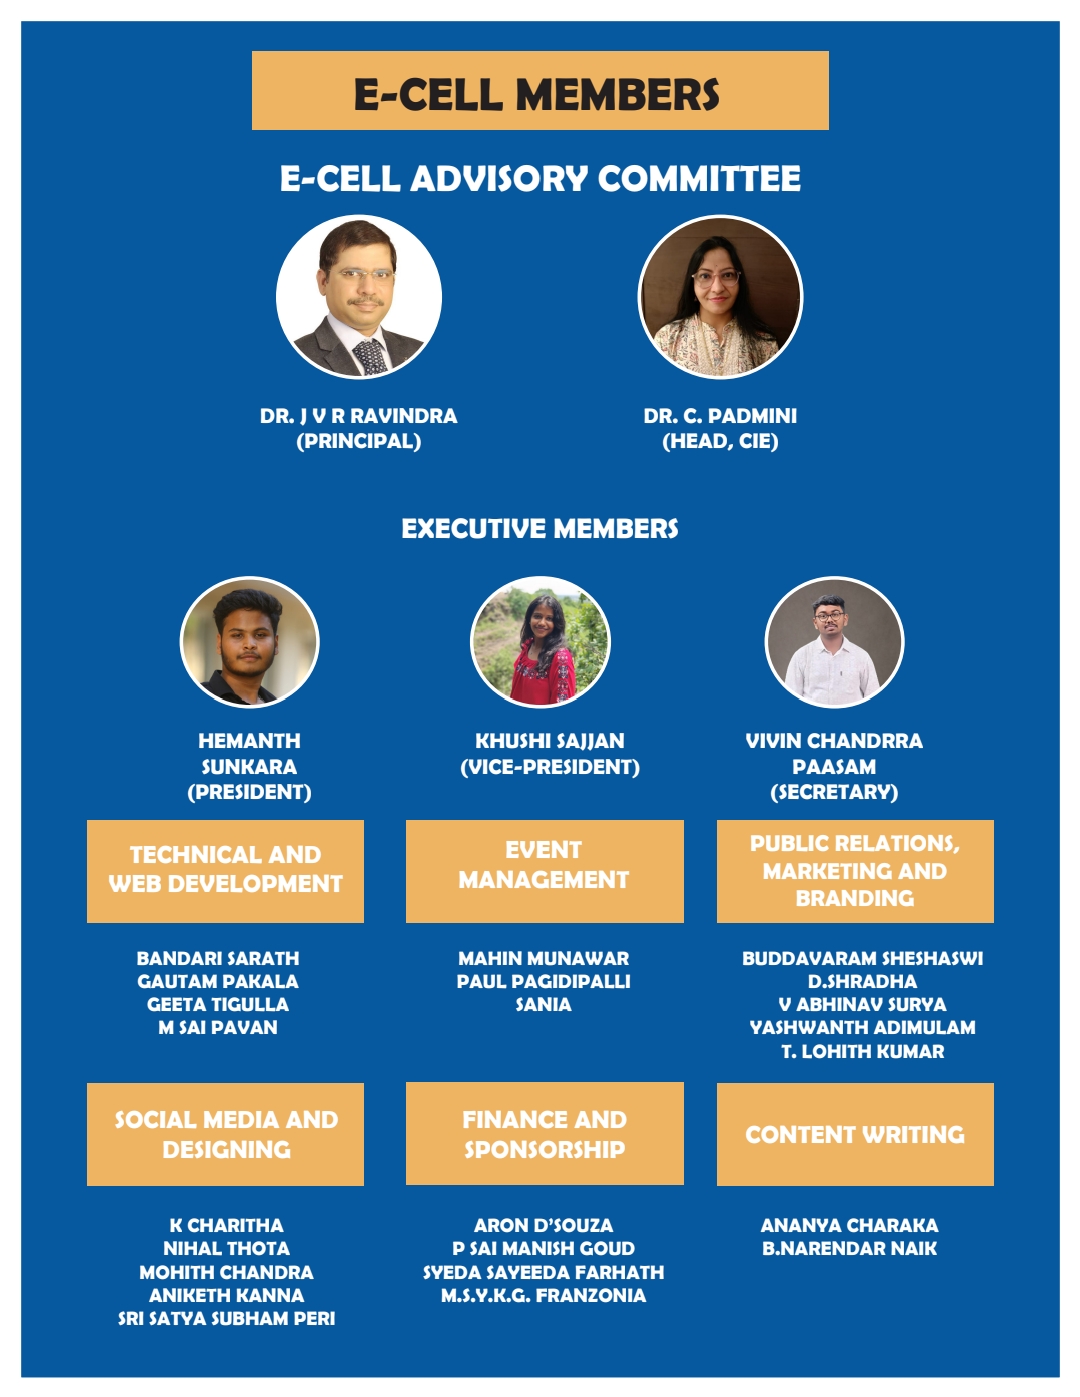 E-CELL MEMBERS
E-CELL ADVISORY COMMITTEE
DR. J V R RAVINDRA
(PRINCIPAL)
DR. C. PADMINI
(HEAD, CIE)
EXECUTIVE MEMBERS
HEMANTH
SUNKARA
(PRESIDENT)
KHUSHI SAJJAN
(VICE-PRESIDENT)
VIVIN CHANDRRA
PAASAM
(SECRETARY)
TECHNICAL AND
WEB DEVELOPMENT
BANDARI SARATH
GAUTAM PAKALA
GEETA TIGULLA
M SAI PAVAN
EVENT
MANAGEMENT
MAHIN MUNAWAR
PAUL PAGIDIPALLI
SANIA
PUBLIC RELATIONS,
MARKETING AND
BRANDING
BUDDAVARAM SHESHASWI
D.SHRADHA
V ABHINAV SURYA
YASHWANTH ADIMULAM
T. LOHITH KUMAR
SOCIAL MEDIA AND
DESIGNING
K CHARITHA
NIHAL THOTA
MOHITH CHANDRA
ANIKETH KANNA
SRI SATYA SUBHAM PERI
FINANCE AND
SPONSORSHIP
ARON D’SOUZA
P SAI MANISH GOUD
SYEDA SAYEEDA FARHATH
M.S.Y.K.G. FRANZONIA
CONTENT WRITING
ANANYA CHARAKA
B.NARENDAR NAIK